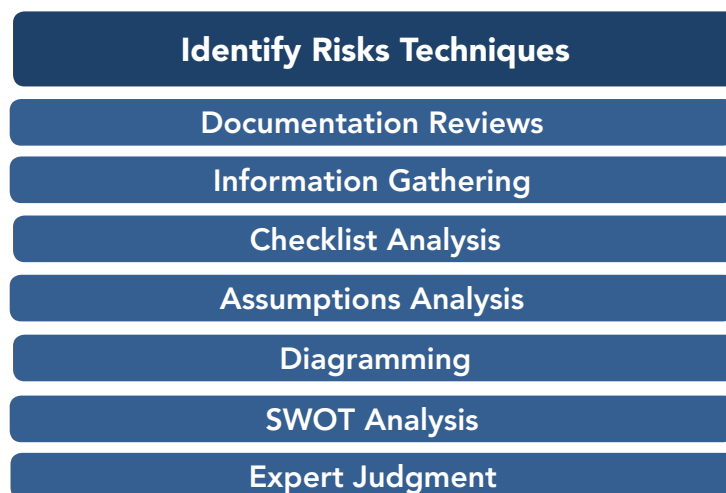 Identify Risks Techniques
Documentation Reviews
Information Gathering
Checklist Analysis
Assumptions Analysis
Diagramming
SWOT Analysis
Expert Judgment